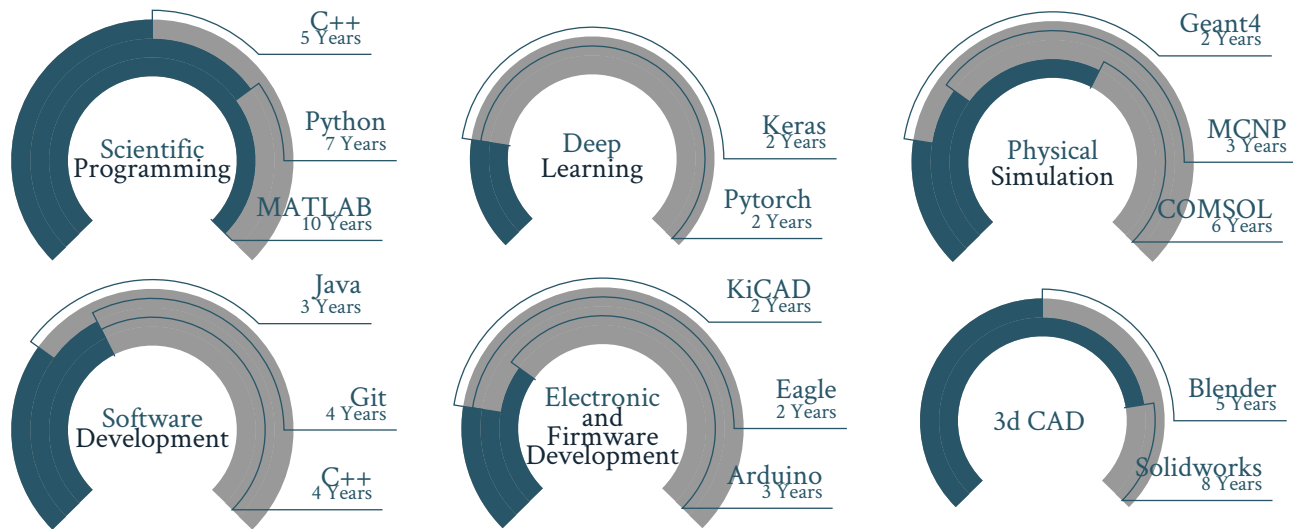 Scientific
Programming
C++
5 Years
Python
7 Years
MATLAB
10 Years
Deep
Learning
Keras
2 Years
Pytorch
2 Years
Physical
Simulation
Geant4
2 Years
MCNP
3 Years
COMSOL
6 Years
Software
Development
Java
3 Years
Git
4 Years
C++
4 Years
Electronic
and
Firmware
Development
KiCAD
2 Years
Eagle
2 Years
Arduino
3 Years
3d CAD
Blender
5 Years
Solidworks
8 Years